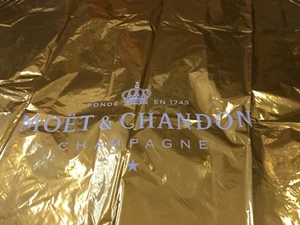 FONDÉ EN 1743
MOËT & CHANDON
CHAMPAGNE